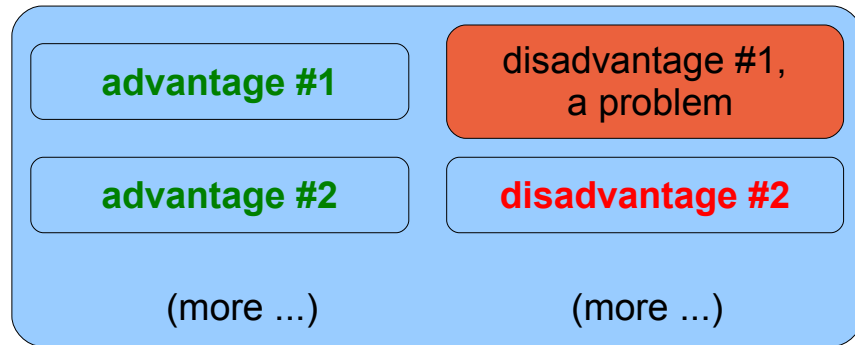 advantage #1
disadvantage #1,
a problem
advantage #2
disadvantage #2
(more ...)
(more ...)